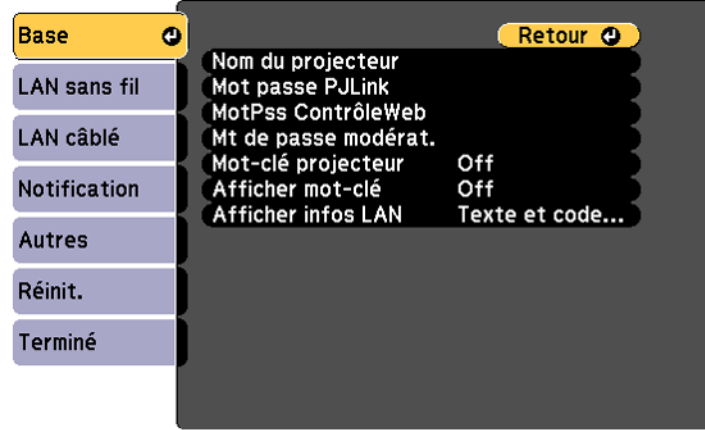 Base
LAN sans fil
LAN câblé
Notification
Autres
Réinit.
Terminé
Retour
Nom du projecteur
Mot passe PJLink
MotPss ContrôleWeb
Mt de passe modérat.
Mot-clé projecteur Off
Afficher mot-clé Off
Afficher infos LAN Texte et code...